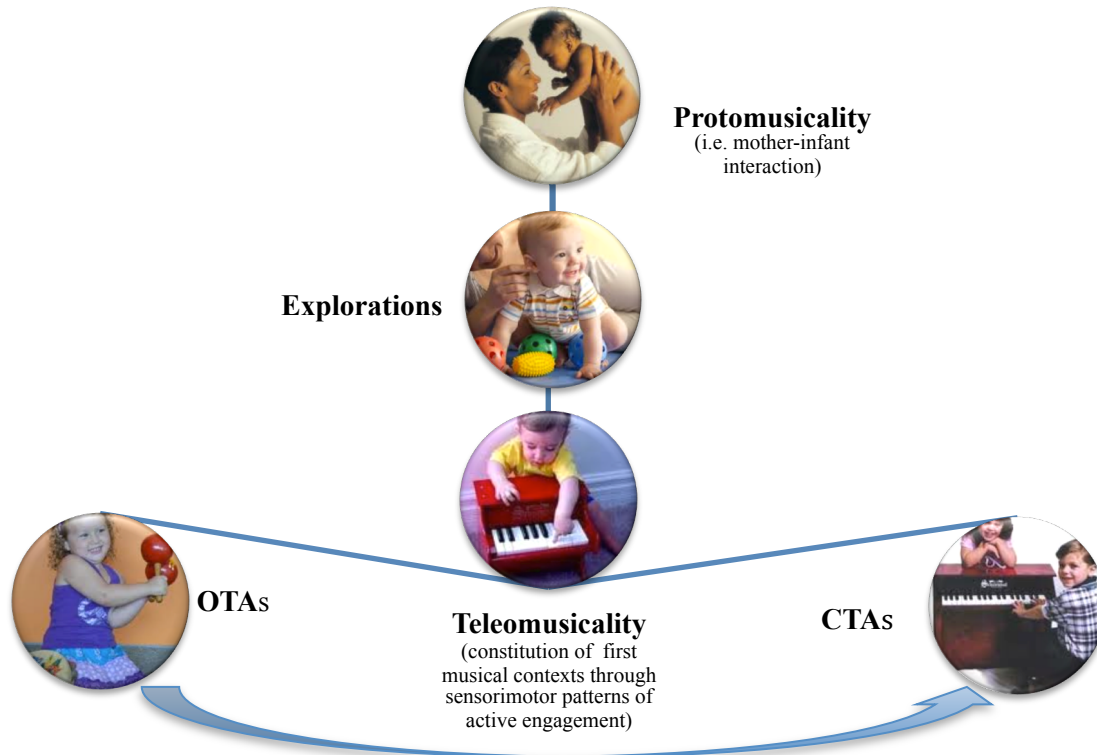 Protomusicality
(i.e. mother-infant
interaction)
Explorations
OTAs
Teleomusicality
(constitution of first
musical contexts through
sensorimotor patterns of
active engagement)
CTAs